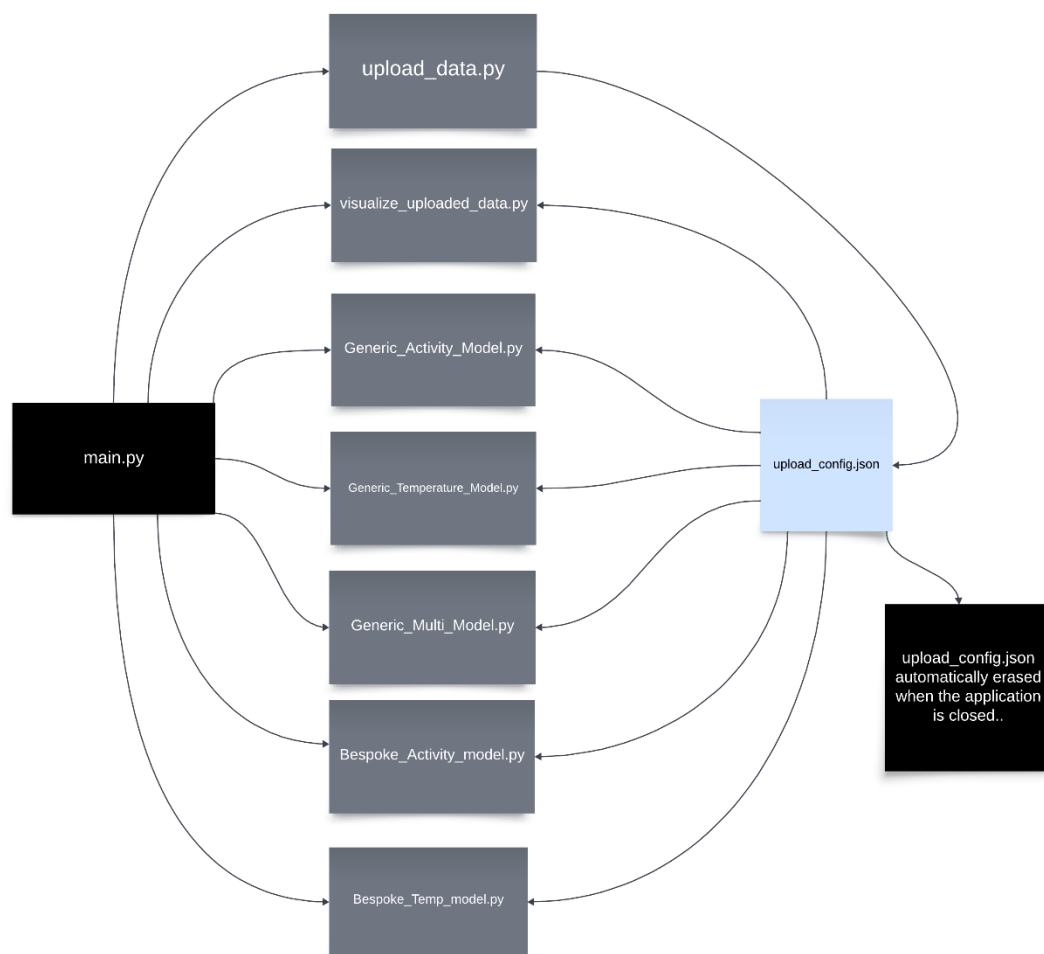 upload_data.py
visualize_uploaded_data.py
Generic_Activity_Model.py
main.py
upload_config.json
Generic_Temperature_Model.py
Generic_Multi_Model.py
upload_config.json
automatically erased
when the application
is closed..
Bespoke_Activity_model.py
Bespoke_Temp_model.py